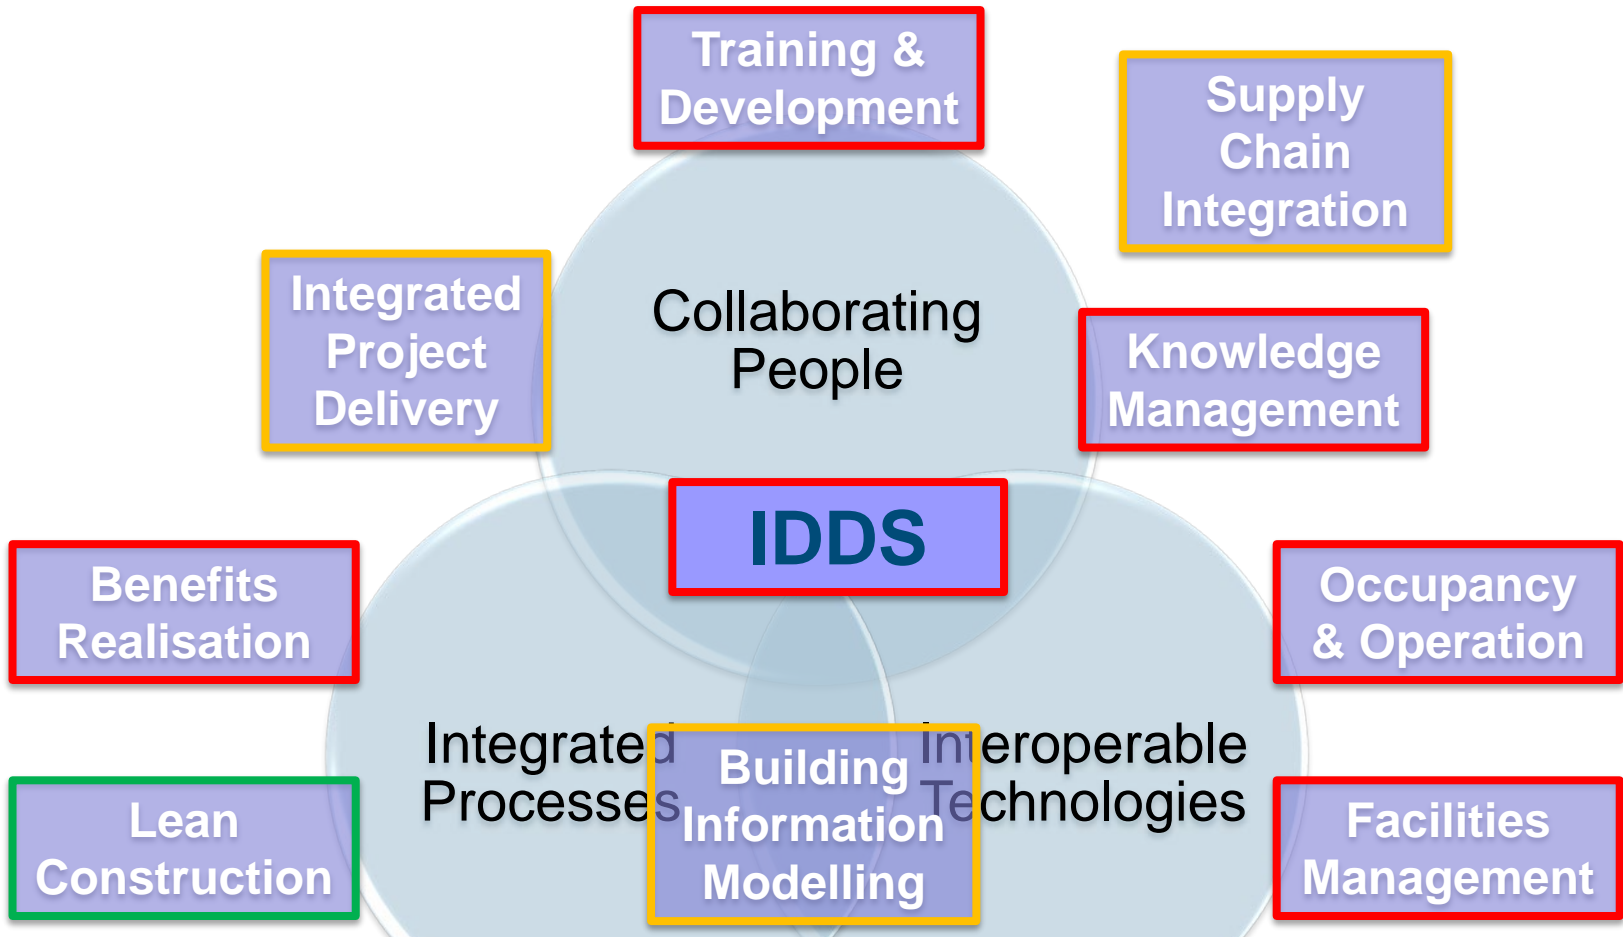 Training &
Development
Supply
Chain
Integration
Integrated
Project
Delivery
Collaborating
People
Knowledge
Management
IDDS
Benefits
Realisation
Occupancy
& Operation
Integrated
Processes
Building
Information
Modelling
Interoperable
Technologies
Lean
Construction
Facilities
Management